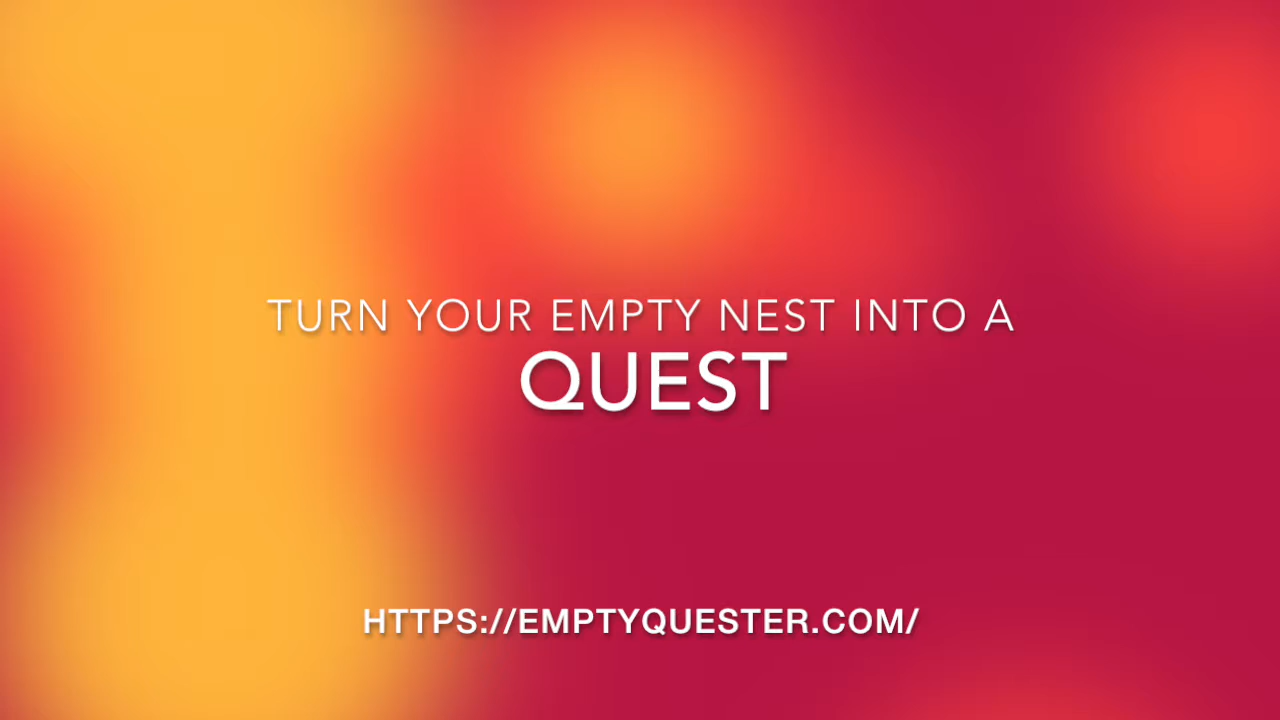 TURN YOUR EMPTY NEST INTO A
QUEST
HTTPS://EMPTYQUESTER.COM/